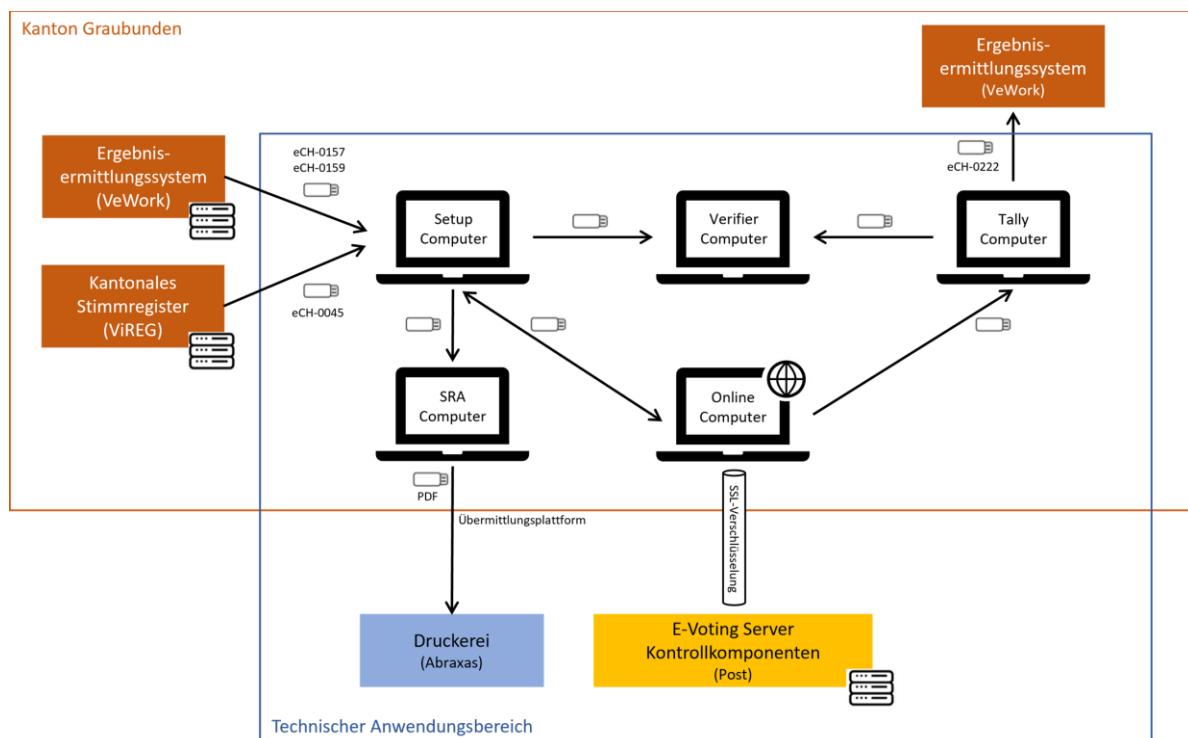 Kanton Graubunden
Ergebnis-
ermittlungssystem
(VeWork)
Ergebnis-
ermittlungssystem
(VeWork)
eCH-0157
eCH-0159
eCH-0222
Setup
Computer
Verifier
Computer
Tally
Computer
Kantonales
Stimmregister
(ViREG)
eCH-0045
SRA
Computer
Online
Computer
PDF
Übermittlungsplattform
SSL-Verschlüsselung
Druckerei
(Abraxas)
E-Voting Server
Kontrollkomponenten
(Post)
Technischer Anwendungsbereich